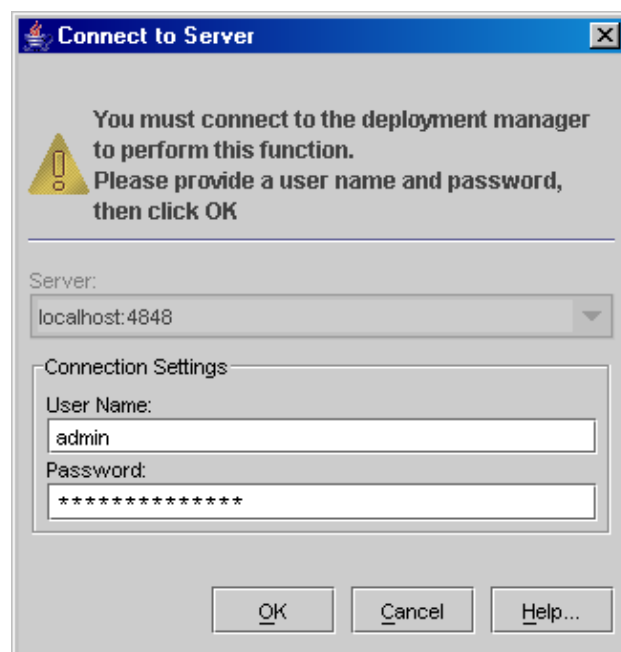 Connect to Server
You must connect to the deployment manager
to perform this function.
Please provide a user name and password,
then click OK
Server:
localhost:4848
Connection Settings
User Name:
admin
Password:
**************
OK
Cancel
Help...